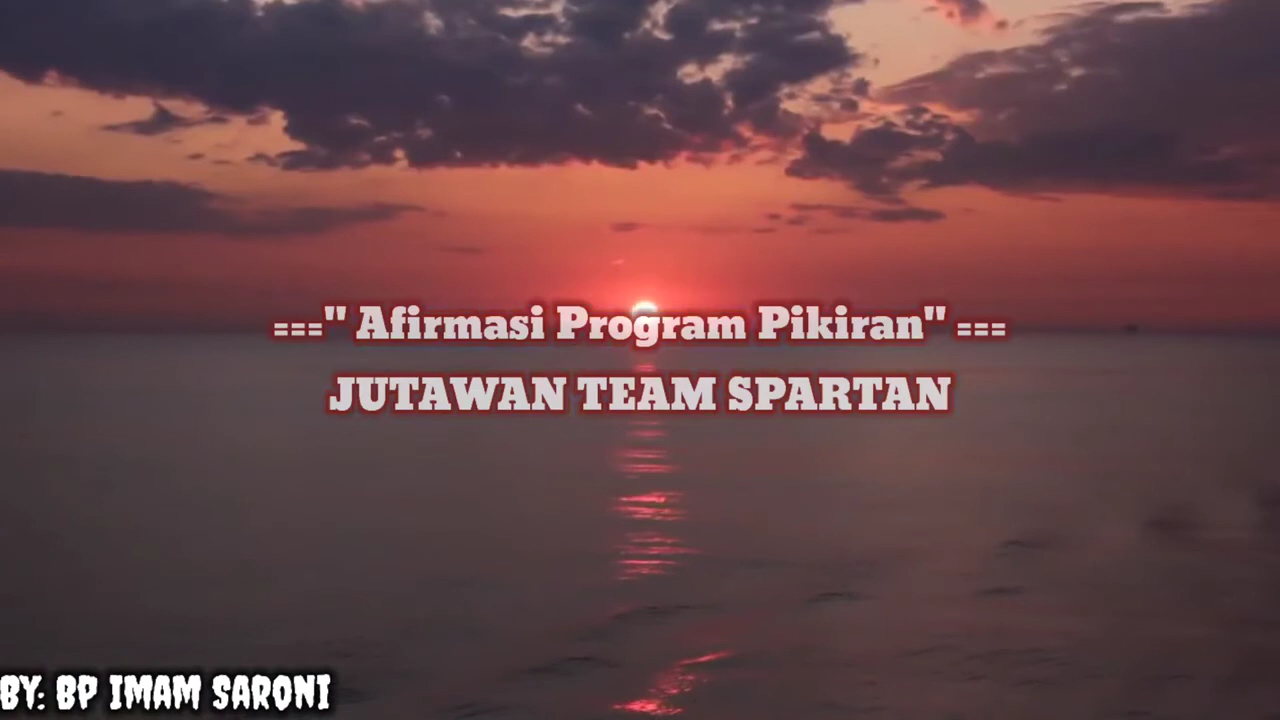 ===" Afirmasi Program Pikiran" ===
JUTAWAN TEAM SPARTAN
BY: BP IMAM SARONI